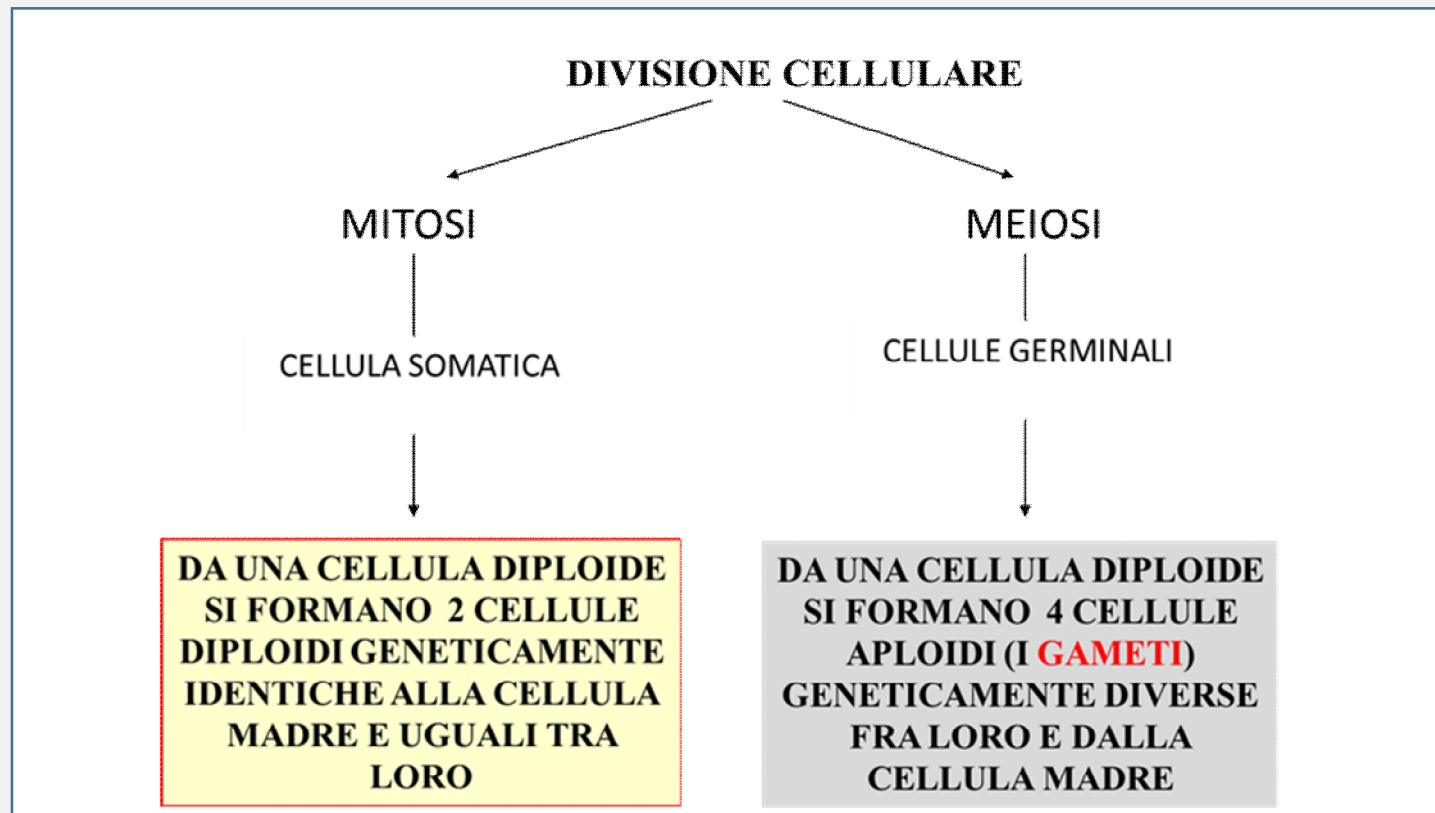 DIVISIONE CELLULARE
MITOSI
MEIOSI
CELLULA SOMATICA
CELLULE GERMINALI
DA UNA CELLULA DIPLOIDE
SI FORMANO 2 CELLULE
DIPLOIDI GENETICAMENTE
IDENTICHE ALLA CELLULA
MADRE E UGUALI TRA
LORO
DA UNA CELLULA DIPLOIDE
SI FORMANO 4 CELLULE
APLOIDI (I GAMETI)
GENETICAMENTE DIVERSE
FRA LORO E DALLA
CELLULA MADRE